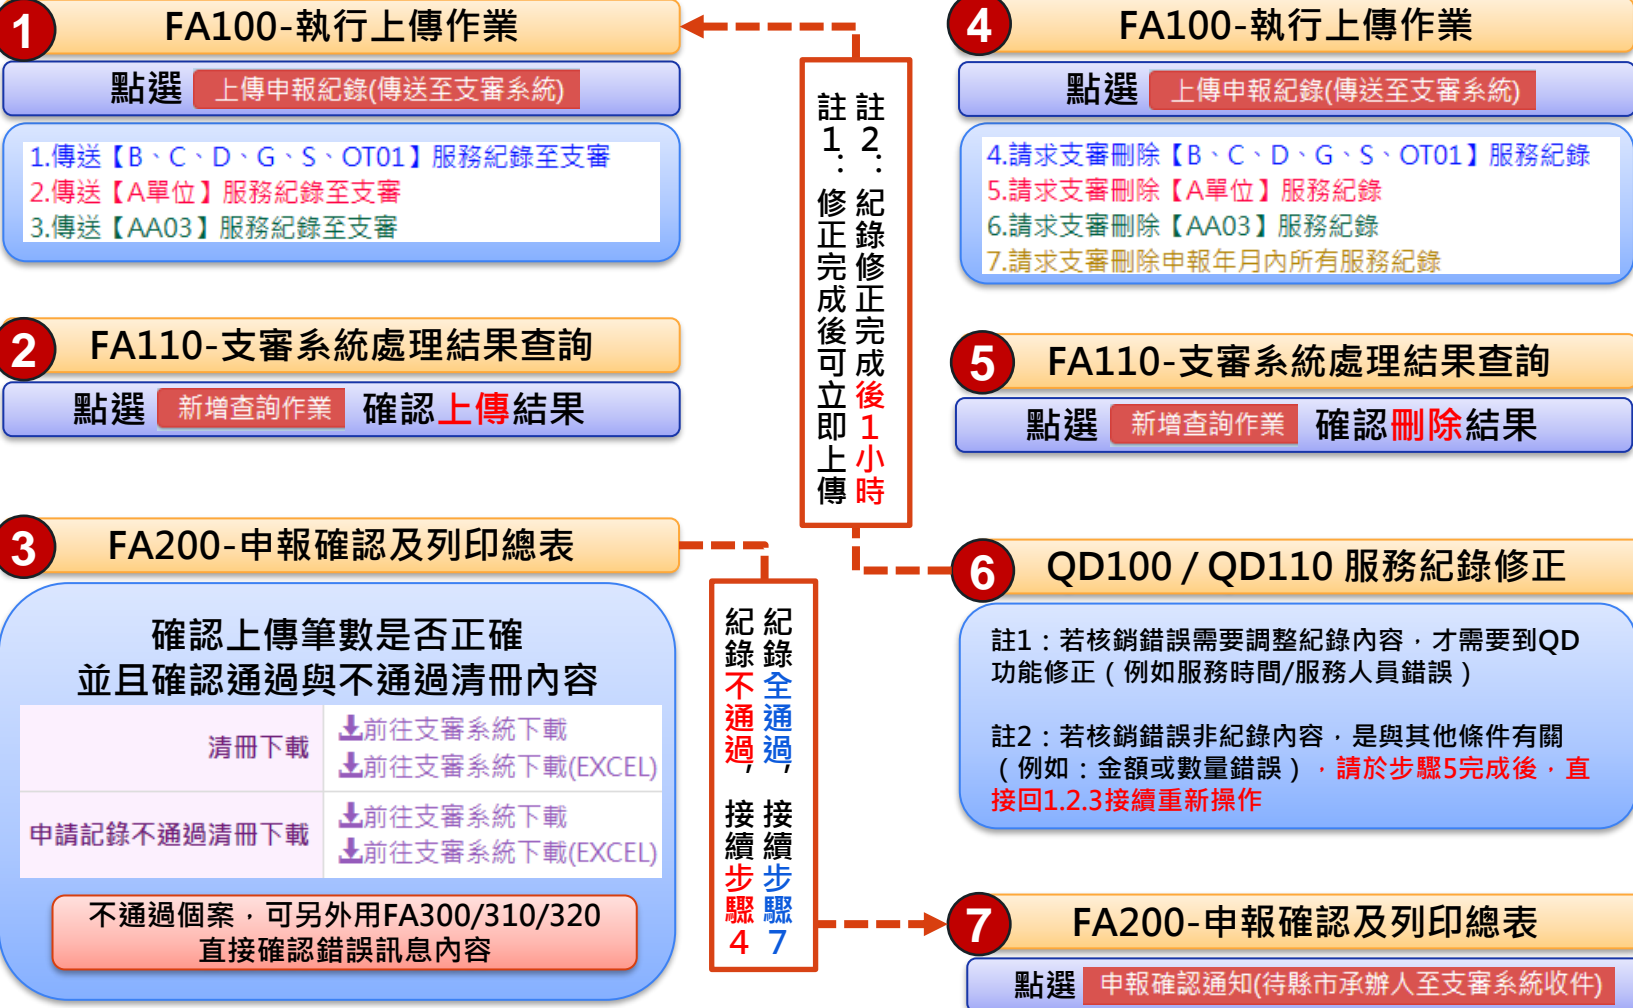 1
FA100-執行上傳作業
點選 上傳申報紀錄(傳送至支審系統)
1.傳送【B、C、D、G、S、OT01】服務紀錄至支審
2.傳送【A單位】服務紀錄至支審
3.傳送【AA03】服務紀錄至支審
2
FA110-支審系統處理結果查詢
點選 新增查詢作業 確認上傳結果
3
FA200-申報確認及列印總表
確認上傳筆數是否正確
並且確認通過與不通過清冊內容
清冊下載
前往支審系統下載
前往支審系統下載(EXCEL)
申請記錄不通過清冊下載
前往支審系統下載
前往支審系統下載(EXCEL)
不通過個案，可另外用FA300/310/320
直接確認錯誤訊息內容
註2：紀錄修正完成後1小時
註1：修正完成後可立即上傳
紀錄全通過，接續步驟7
紀錄不通過，接續步驟4
4
FA100-執行上傳作業
點選 上傳申報紀錄(傳送至支審系統)
4.請求支審刪除【B、C、D、G、S、OT01】服務紀錄
5.請求支審刪除【A單位】服務紀錄
6.請求支審刪除【AA03】服務紀錄
7.請求支審刪除申報年月內所有服務紀錄
5
FA110-支審系統處理結果查詢
點選 新增查詢作業 確認刪除結果
6
QD100 / QD110 服務紀錄修正
註1：若核銷錯誤需要調整紀錄內容，才需要到QD
功能修正（例如服務時間/服務人員錯誤）
註2：若核銷錯誤非紀錄內容，是與其他條件有關
（例如：金額或數量錯誤），請於步驟5完成後，直
接回1.2.3接續重新操作
7
FA200-申報確認及列印總表
點選 申報確認通知(待縣市承辦人至支審系統收件)